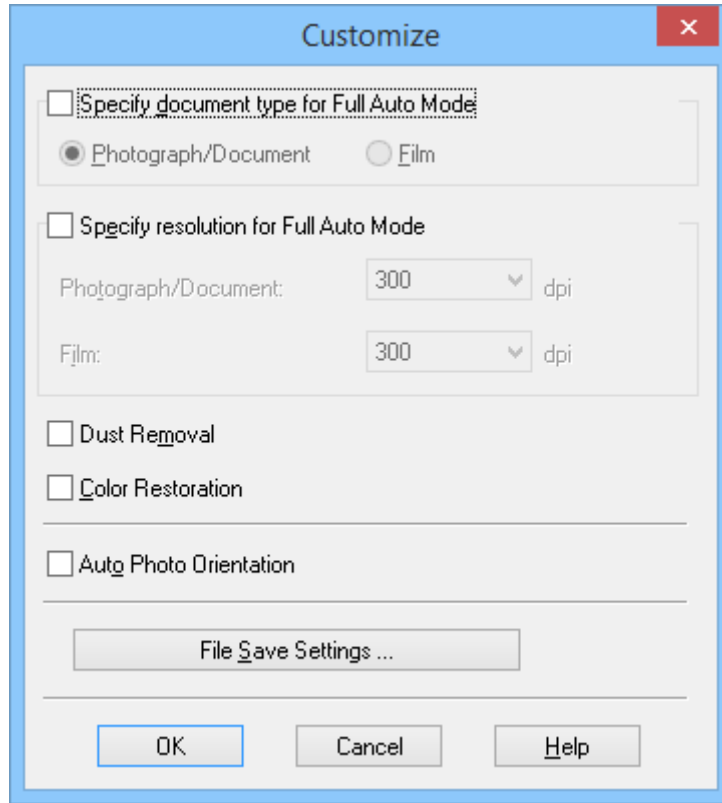 Customize
Specify document type for Full Auto Mode
Photograph/Document Film
Specify resolution for Full Auto Mode
Photograph/Document: 300 dpi
Film: 300 dpi
Dust Removal
Color Restoration
Auto Photo Orientation
File Save Settings ...
OK Cancel Help